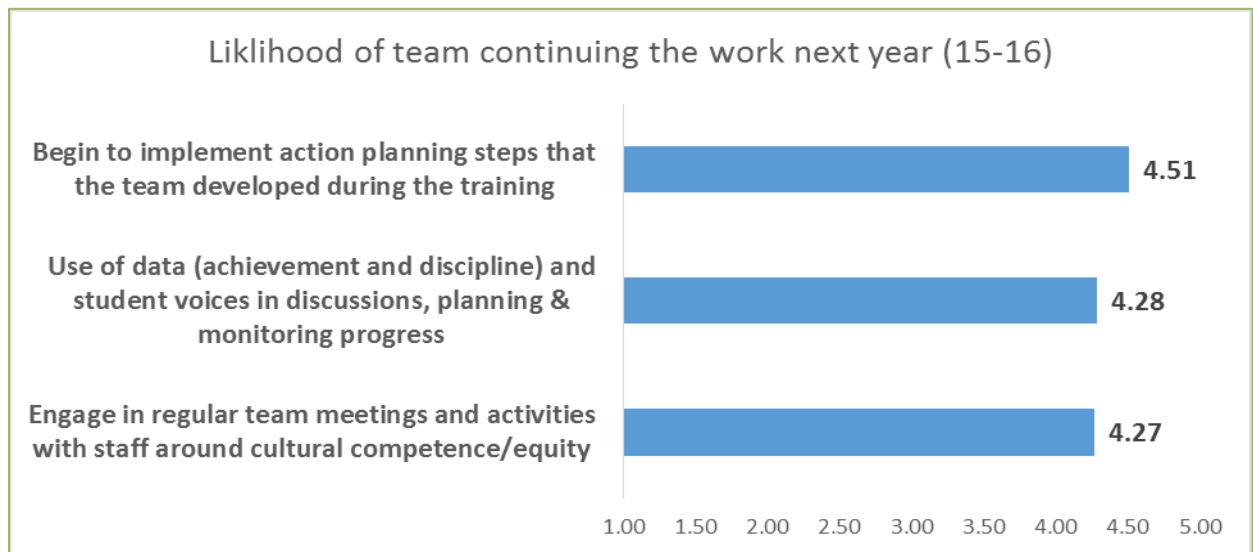 Liklihood of team continuing the work next year (15-16)
Begin to implement action planning steps that
the team developed during the training
4.51
Use of data (achievement and discipline) and
student voices in discussions, planning &
monitoring progress
4.28
Engage in regular team meetings and activities
with staff around cultural competence/equity
4.27
1.00 1.50 2.00 2.50 3.00 3.50 4.00 4.50 5.00